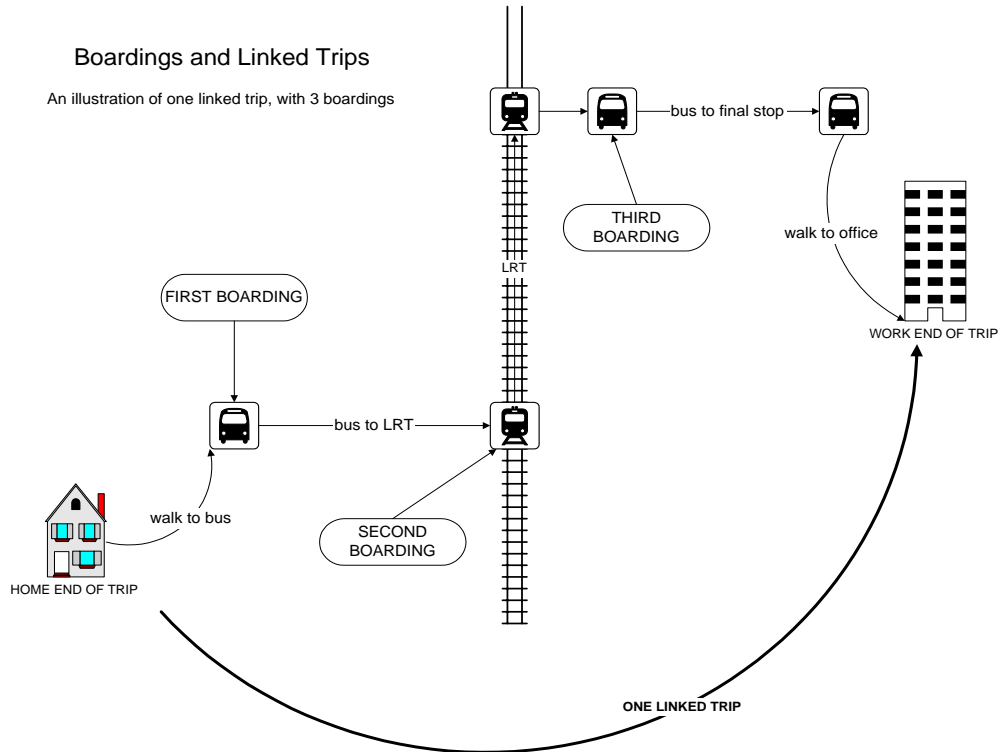 Boardings and Linked Trips
An illustration of one linked trip, with 3 boardings
bus to final stop
THIRD
BOARDING
walk to office
LRT
FIRST BOARDING
WORK END OF TRIP
bus to LRT
walk to bus
SECOND
BOARDING
HOME END OF TRIP
ONE LINKED TRIP